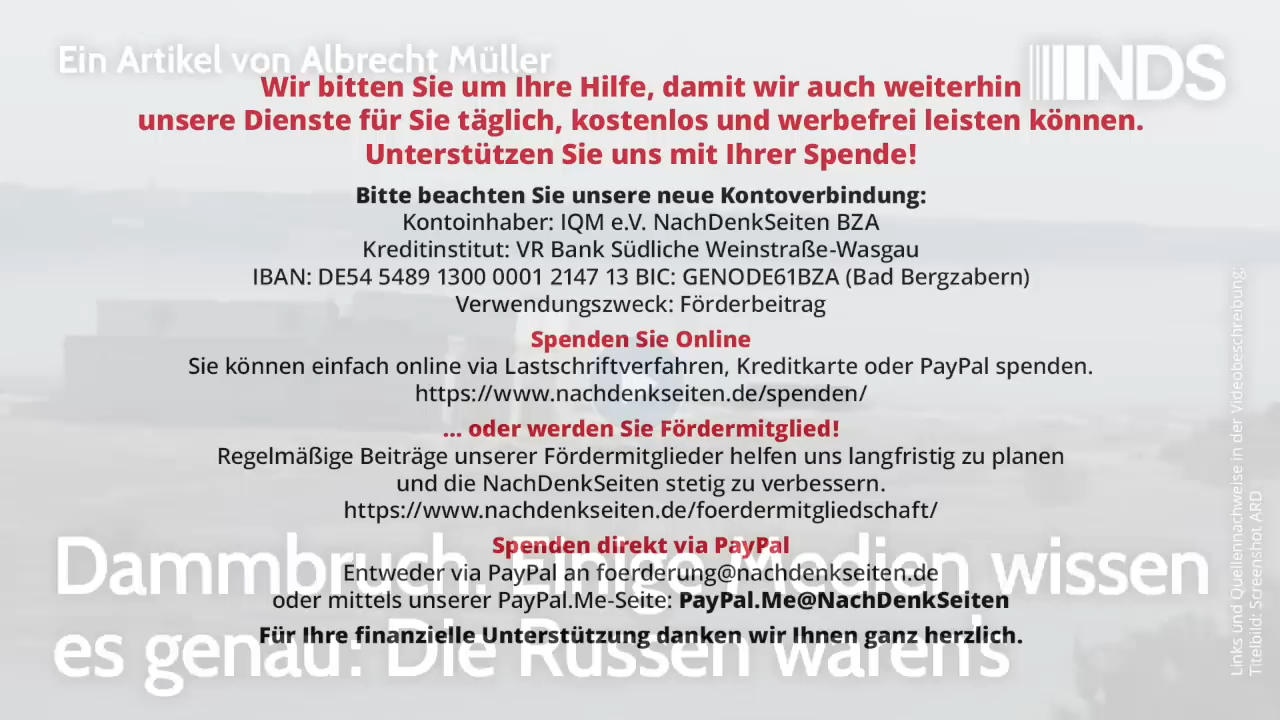 Ein Artikel von Albrecht Müller
NDS
Wir bitten Sie um Ihre Hilfe, damit wir auch weiterhin
unsere Dienste für Sie täglich, kostenlos und werbefrei leisten können.
Unterstützen Sie uns mit Ihrer Spende!
Bitte beachten Sie unsere neue Kontoverbindung:
Kontoinhaber: IQM e.V. NachDenkSeiten BZA
Kreditinstitut: VR Bank Südliche Weinstraße-Wasgau
IBAN: DE54 5489 1300 0001 2147 13 BIC: GENODE61BZA (Bad Bergzabern)
Verwendungszweck: Förderbeitrag
Spenden Sie Online
Sie können einfach online via Lastschriftverfahren, Kreditkarte oder PayPal spenden.
https://www.nachdenkseiten.de/spenden/
... oder werden Sie Fördermitglied!
Regelmäßige Beiträge unserer Fördermitglieder helfen uns langfristig zu planen
und die NachDenkSeiten stetig zu verbessern.
https://www.nachdenkseiten.de/foerdermitgliedschaft/
Spenden direkt via PayPal
Entweder via PayPal an foerderung@nachdenkseiten.de
oder mittels unserer PayPal.Me-Seite: PayPal.Me@NachDenkSeiten
Für Ihre finanzielle Unterstützung danken wir Ihnen ganz herzlich.
Dammbruch. Einige Medien wissen
es genau: Die Russen waren's
Links und Quellennachweise in der Videobeschreibung;
Titelbild: Screenshot ARD